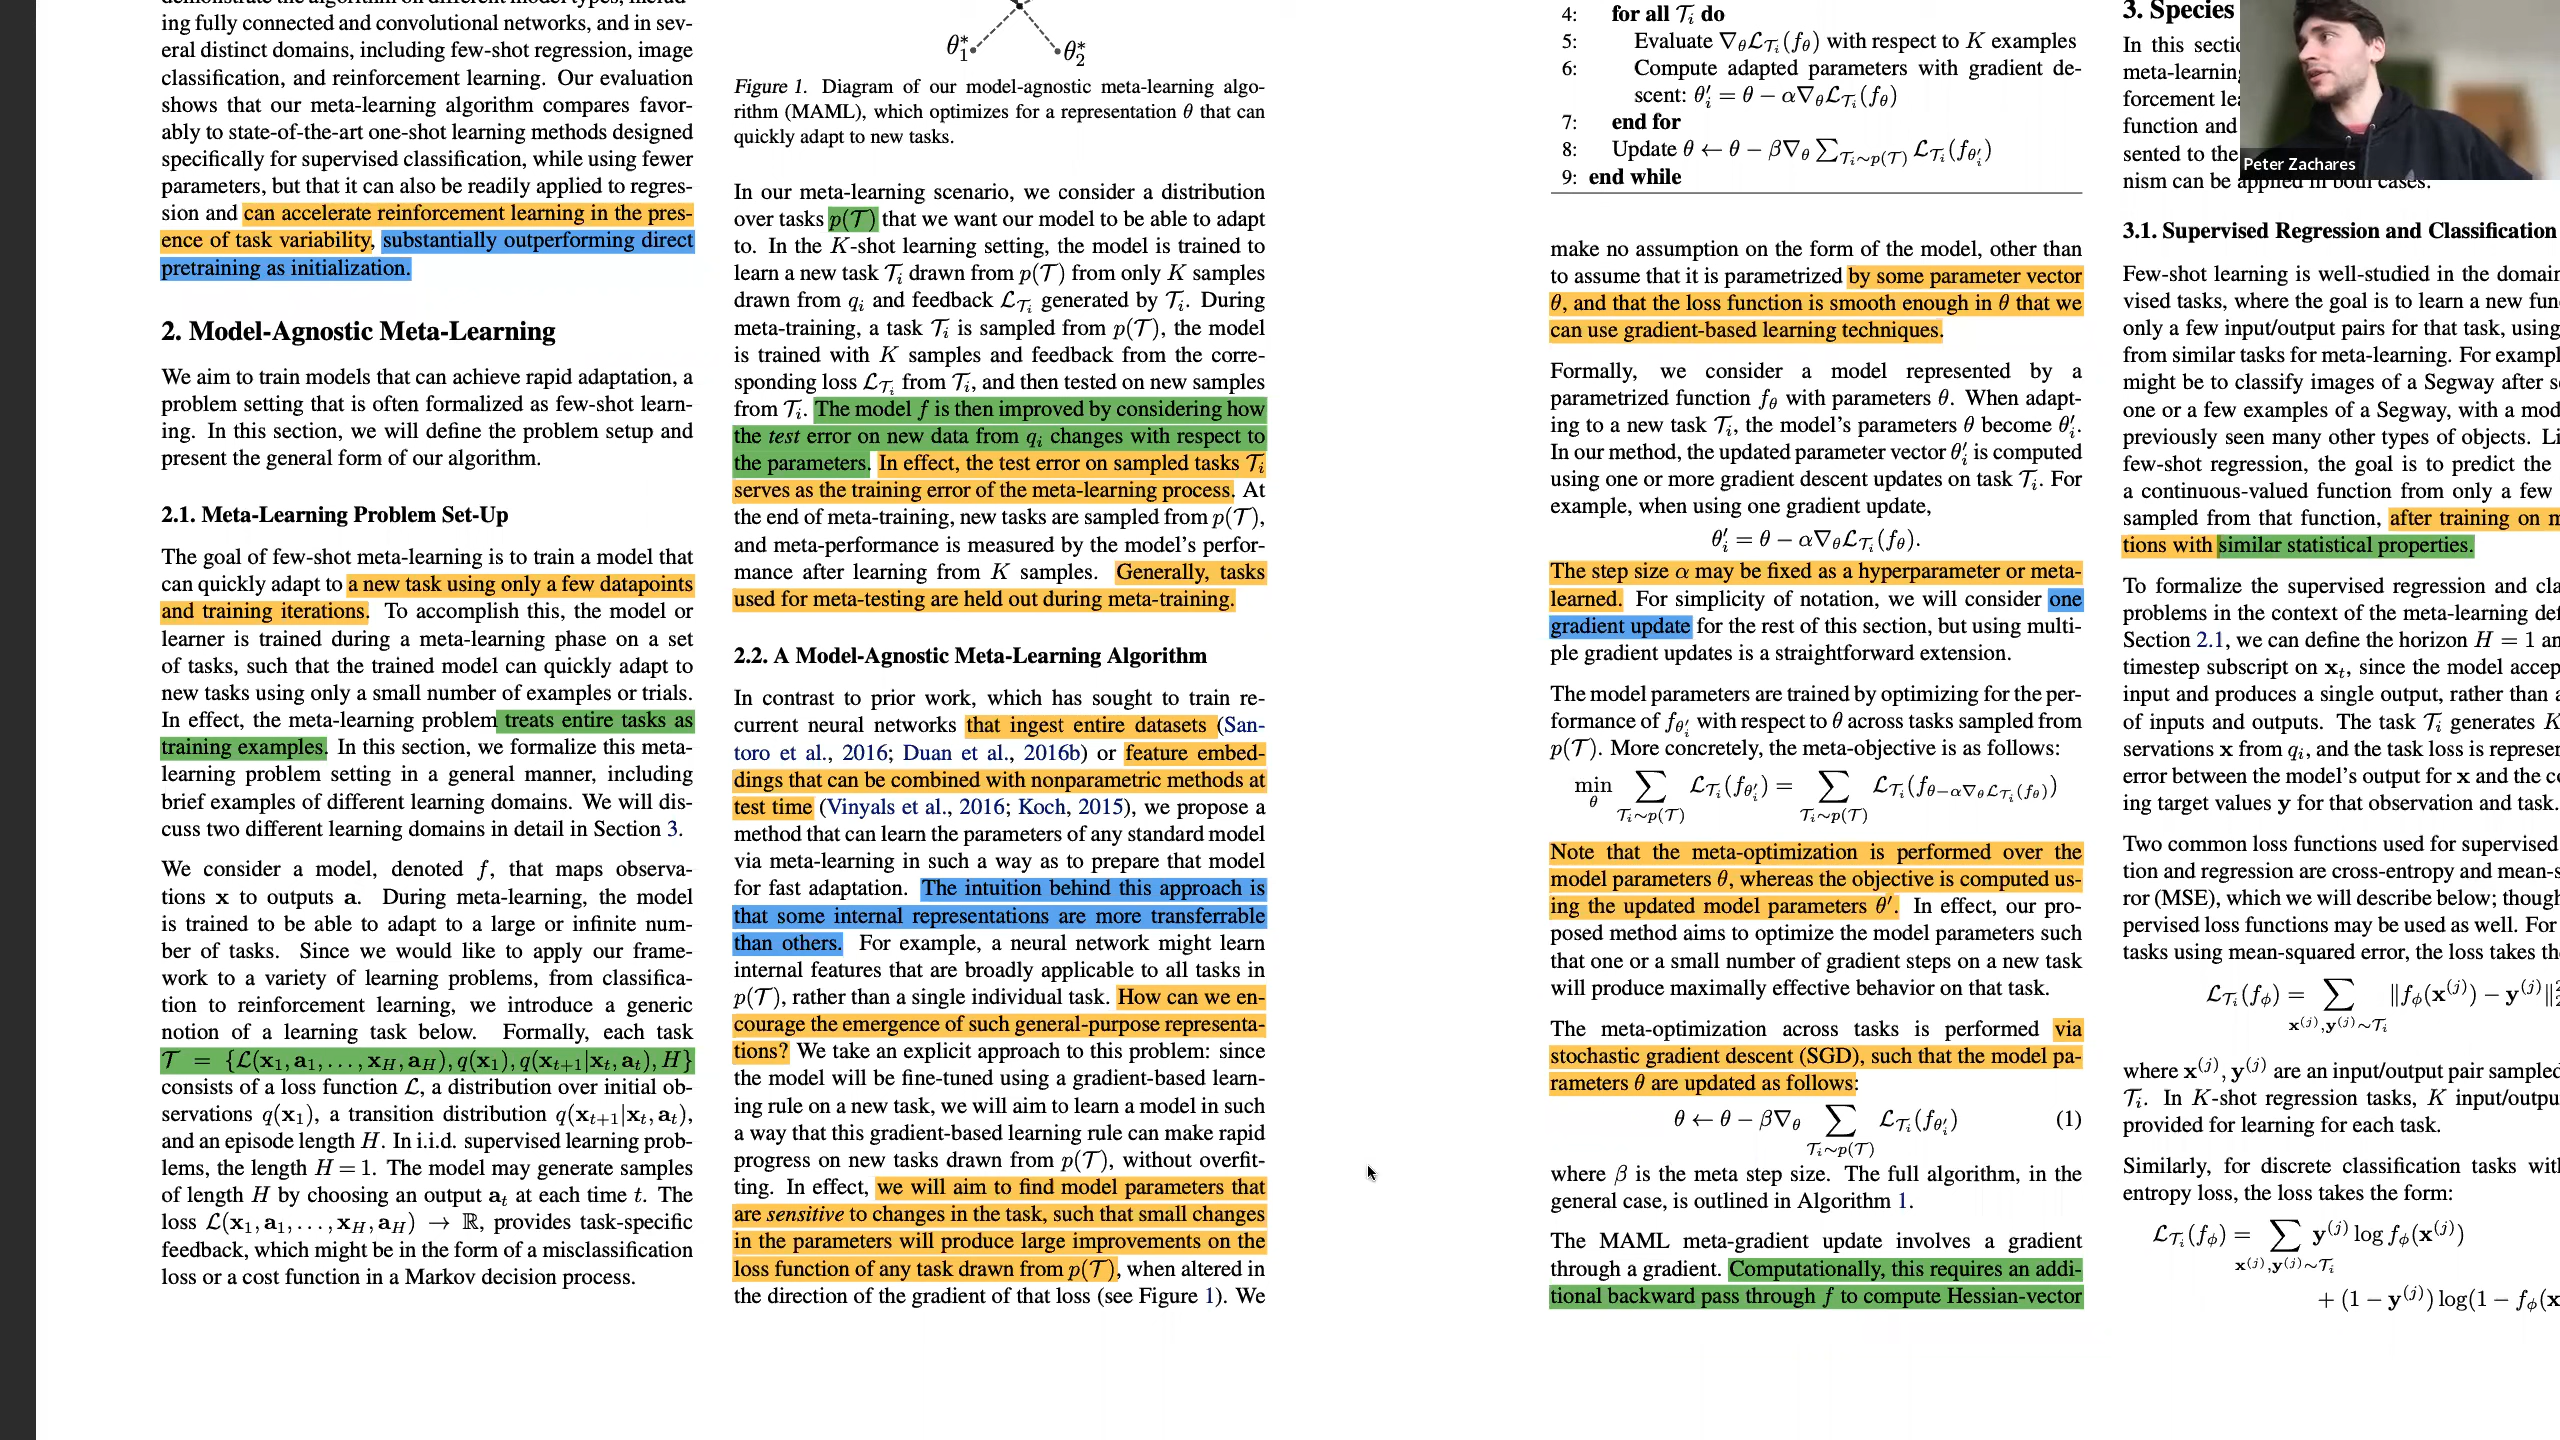 demonstrate the algorithm on different model types, includ-
ing fully connected and convolutional networks, and in sev-
eral distinct domains, including few-shot regression, image
classification, and reinforcement learning. Our evaluation
shows that our meta-learning algorithm compares favor-
ably to state-of-the-art one-shot learning methods designed
specifically for supervised classification, while using fewer
parameters, but that it can also be readily applied to regres-
sion and can accelerate reinforcement learning in the pres-
ence of task variability, substantially outperforming direct
pretraining as initialization.
2. Model-Agnostic Meta-Learning
We aim to train models that can achieve rapid adaptation, a
problem setting that is often formalized as few-shot learn-
ing. In this section, we will define the problem setup and
present the general form of our algorithm.
2.1. Meta-Learning Problem Set-Up
The goal of few-shot meta-learning is to train a model that
can quickly adapt to a new task using only a few datapoints
and training iterations. To accomplish this, the model or
learner is trained during a meta-learning phase on a set
of tasks, such that the trained model can quickly adapt to
new tasks using only a small number of examples or trials.
In effect, the meta-learning problem treats entire tasks as
training examples. In this section, we formalize this meta-
learning problem setting in a general manner, including
brief examples of different learning domains. We will dis-
cuss two different learning domains in detail in Section 3.
We consider a model, denoted f, that maps observa-
tions x to outputs a. During meta-learning, the model
is trained to be able to adapt to a large or infinite num-
ber of tasks. Since we would like to apply our frame-
work to a variety of learning problems, from classifica-
tion to reinforcement learning, we introduce a generic
notion of a learning task below. Formally, each task
𝒯 = {ℒ(x₁, a₁, . . . , x_H, a_H), q(x₁), q(x_{t+1}|x_t, a_t), H}
consists of a loss function ℒ, a distribution over initial ob-
servations q(x₁), a transition distribution q(x_{t+1}|x_t, a_t),
and an episode length H. In i.i.d. supervised learning prob-
lems, the length H = 1. The model may generate samples
of length H by choosing an output a_t at each time t. The
loss ℒ(x₁, a₁, . . . , x_H, a_H) → ℝ, provides task-specific
feedback, which might be in the form of a misclassification
loss or a cost function in a Markov decision process.
θ₁* θ₂*
Figure 1. Diagram of our model-agnostic meta-learning algo-
rithm (MAML), which optimizes for a representation θ that can
quickly adapt to new tasks.
In our meta-learning scenario, we consider a distribution
over tasks p(𝒯) that we want our model to be able to adapt
to. In the K-shot learning setting, the model is trained to
learn a new task 𝒯_i drawn from p(𝒯) from only K samples
drawn from q_i and feedback ℒ_{𝒯_i} generated by 𝒯_i. During
meta-training, a task 𝒯_i is sampled from p(𝒯), the model
is trained with K samples and feedback from the corre-
sponding loss ℒ_{𝒯_i} from 𝒯_i, and then tested on new samples
from 𝒯_i. The model f is then improved by considering how
the test error on new data from q_i changes with respect to
the parameters. In effect, the test error on sampled tasks 𝒯_i
serves as the training error of the meta-learning process. At
the end of meta-training, new tasks are sampled from p(𝒯),
and meta-performance is measured by the model's perfor-
mance after learning from K samples. Generally, tasks
used for meta-testing are held out during meta-training.
2.2. A Model-Agnostic Meta-Learning Algorithm
In contrast to prior work, which has sought to train re-
current neural networks that ingest entire datasets (San-
toro et al., 2016; Duan et al., 2016b) or feature embed-
dings that can be combined with nonparametric methods at
test time (Vinyals et al., 2016; Koch, 2015), we propose a
method that can learn the parameters of any standard model
via meta-learning in such a way as to prepare that model
for fast adaptation. The intuition behind this approach is
that some internal representations are more transferrable
than others. For example, a neural network might learn
internal features that are broadly applicable to all tasks in
p(𝒯), rather than a single individual task. How can we en-
courage the emergence of such general-purpose representa-
tions? We take an explicit approach to this problem: since
the model will be fine-tuned using a gradient-based learn-
ing rule on a new task, we will aim to learn a model in such
a way that this gradient-based learning rule can make rapid
progress on new tasks drawn from p(𝒯), without overfit-
ting. In effect, we will aim to find model parameters that
are sensitive to changes in the task, such that small changes
in the parameters will produce large improvements on the
loss function of any task drawn from p(𝒯), when altered in
the direction of the gradient of that loss (see Figure 1). We
4: for all 𝒯_i do
5: Evaluate ∇_θ ℒ_{𝒯_i}(f_θ) with respect to K examples
6: Compute adapted parameters with gradient de-
scent: θ'_i = θ − α∇_θ ℒ_{𝒯_i}(f_θ)
7: end for
8: Update θ ← θ − β∇_θ ∑_{𝒯_i∼p(𝒯)} ℒ_{𝒯_i}(f_{θ'_i})
9: end while
make no assumption on the form of the model, other than
to assume that it is parametrized by some parameter vector
θ, and that the loss function is smooth enough in θ that we
can use gradient-based learning techniques.
Formally, we consider a model represented by a
parametrized function f_θ with parameters θ. When adapt-
ing to a new task 𝒯_i, the model's parameters θ become θ'_i.
In our method, the updated parameter vector θ'_i is computed
using one or more gradient descent updates on task 𝒯_i. For
example, when using one gradient update,
θ'_i = θ − α∇_θ ℒ_{𝒯_i}(f_θ).
The step size α may be fixed as a hyperparameter or meta-
learned. For simplicity of notation, we will consider one
gradient update for the rest of this section, but using multi-
ple gradient updates is a straightforward extension.
The model parameters are trained by optimizing for the per-
formance of f_{θ'_i} with respect to θ across tasks sampled from
p(𝒯). More concretely, the meta-objective is as follows:
min_θ ∑_{𝒯_i∼p(𝒯)} ℒ_{𝒯_i}(f_{θ'_i}) = ∑_{𝒯_i∼p(𝒯)} ℒ_{𝒯_i}(f_{θ−α∇_θ ℒ_{𝒯_i}(f_θ)})
Note that the meta-optimization is performed over the
model parameters θ, whereas the objective is computed us-
ing the updated model parameters θ'. In effect, our pro-
posed method aims to optimize the model parameters such
that one or a small number of gradient steps on a new task
will produce maximally effective behavior on that task.
The meta-optimization across tasks is performed via
stochastic gradient descent (SGD), such that the model pa-
rameters θ are updated as follows:
θ ← θ − β∇_θ ∑_{𝒯_i∼p(𝒯)} ℒ_{𝒯_i}(f_{θ'_i}) (1)
where β is the meta step size. The full algorithm, in the
general case, is outlined in Algorithm 1.
The MAML meta-gradient update involves a gradient
through a gradient. Computationally, this requires an addi-
tional backward pass through f to compute Hessian-vector
3. Species
In this secti
meta-learning
forcement le
function and
sented to the
nism can be applied in both cases.
3.1. Supervised Regression and Classification
Few-shot learning is well-studied in the domain
vised tasks, where the goal is to learn a new fun
only a few input/output pairs for that task, using
from similar tasks for meta-learning. For exampl
might be to classify images of a Segway after s
one or a few examples of a Segway, with a mod
previously seen many other types of objects. Li
few-shot regression, the goal is to predict the
a continuous-valued function from only a few
sampled from that function, after training on m
tions with similar statistical properties.
To formalize the supervised regression and cla
problems in the context of the meta-learning def
Section 2.1, we can define the horizon H = 1 an
timestep subscript on x_t, since the model accep
input and produces a single output, rather than a
of inputs and outputs. The task 𝒯_i generates K
servations x from q_i, and the task loss is represen
error between the model's output for x and the co
ing target values y for that observation and task.
Two common loss functions used for supervised
tion and regression are cross-entropy and mean-s
ror (MSE), which we will describe below; though
pervised loss functions may be used as well. For
tasks using mean-squared error, the loss takes th
ℒ_{𝒯_i}(f_φ) = ∑_{x^(j),y^(j)∼𝒯_i} ‖f_φ(x^(j)) − y^(j)‖²₂
where x^(j), y^(j) are an input/output pair sampled
𝒯_i. In K-shot regression tasks, K input/outpu
provided for learning for each task.
Similarly, for discrete classification tasks wit
entropy loss, the loss takes the form:
ℒ_{𝒯_i}(f_φ) = ∑_{x^(j),y^(j)∼𝒯_i} y^(j) log f_φ(x^(j))
+ (1 − y^(j)) log(1 − f_φ(x
Peter Zachares